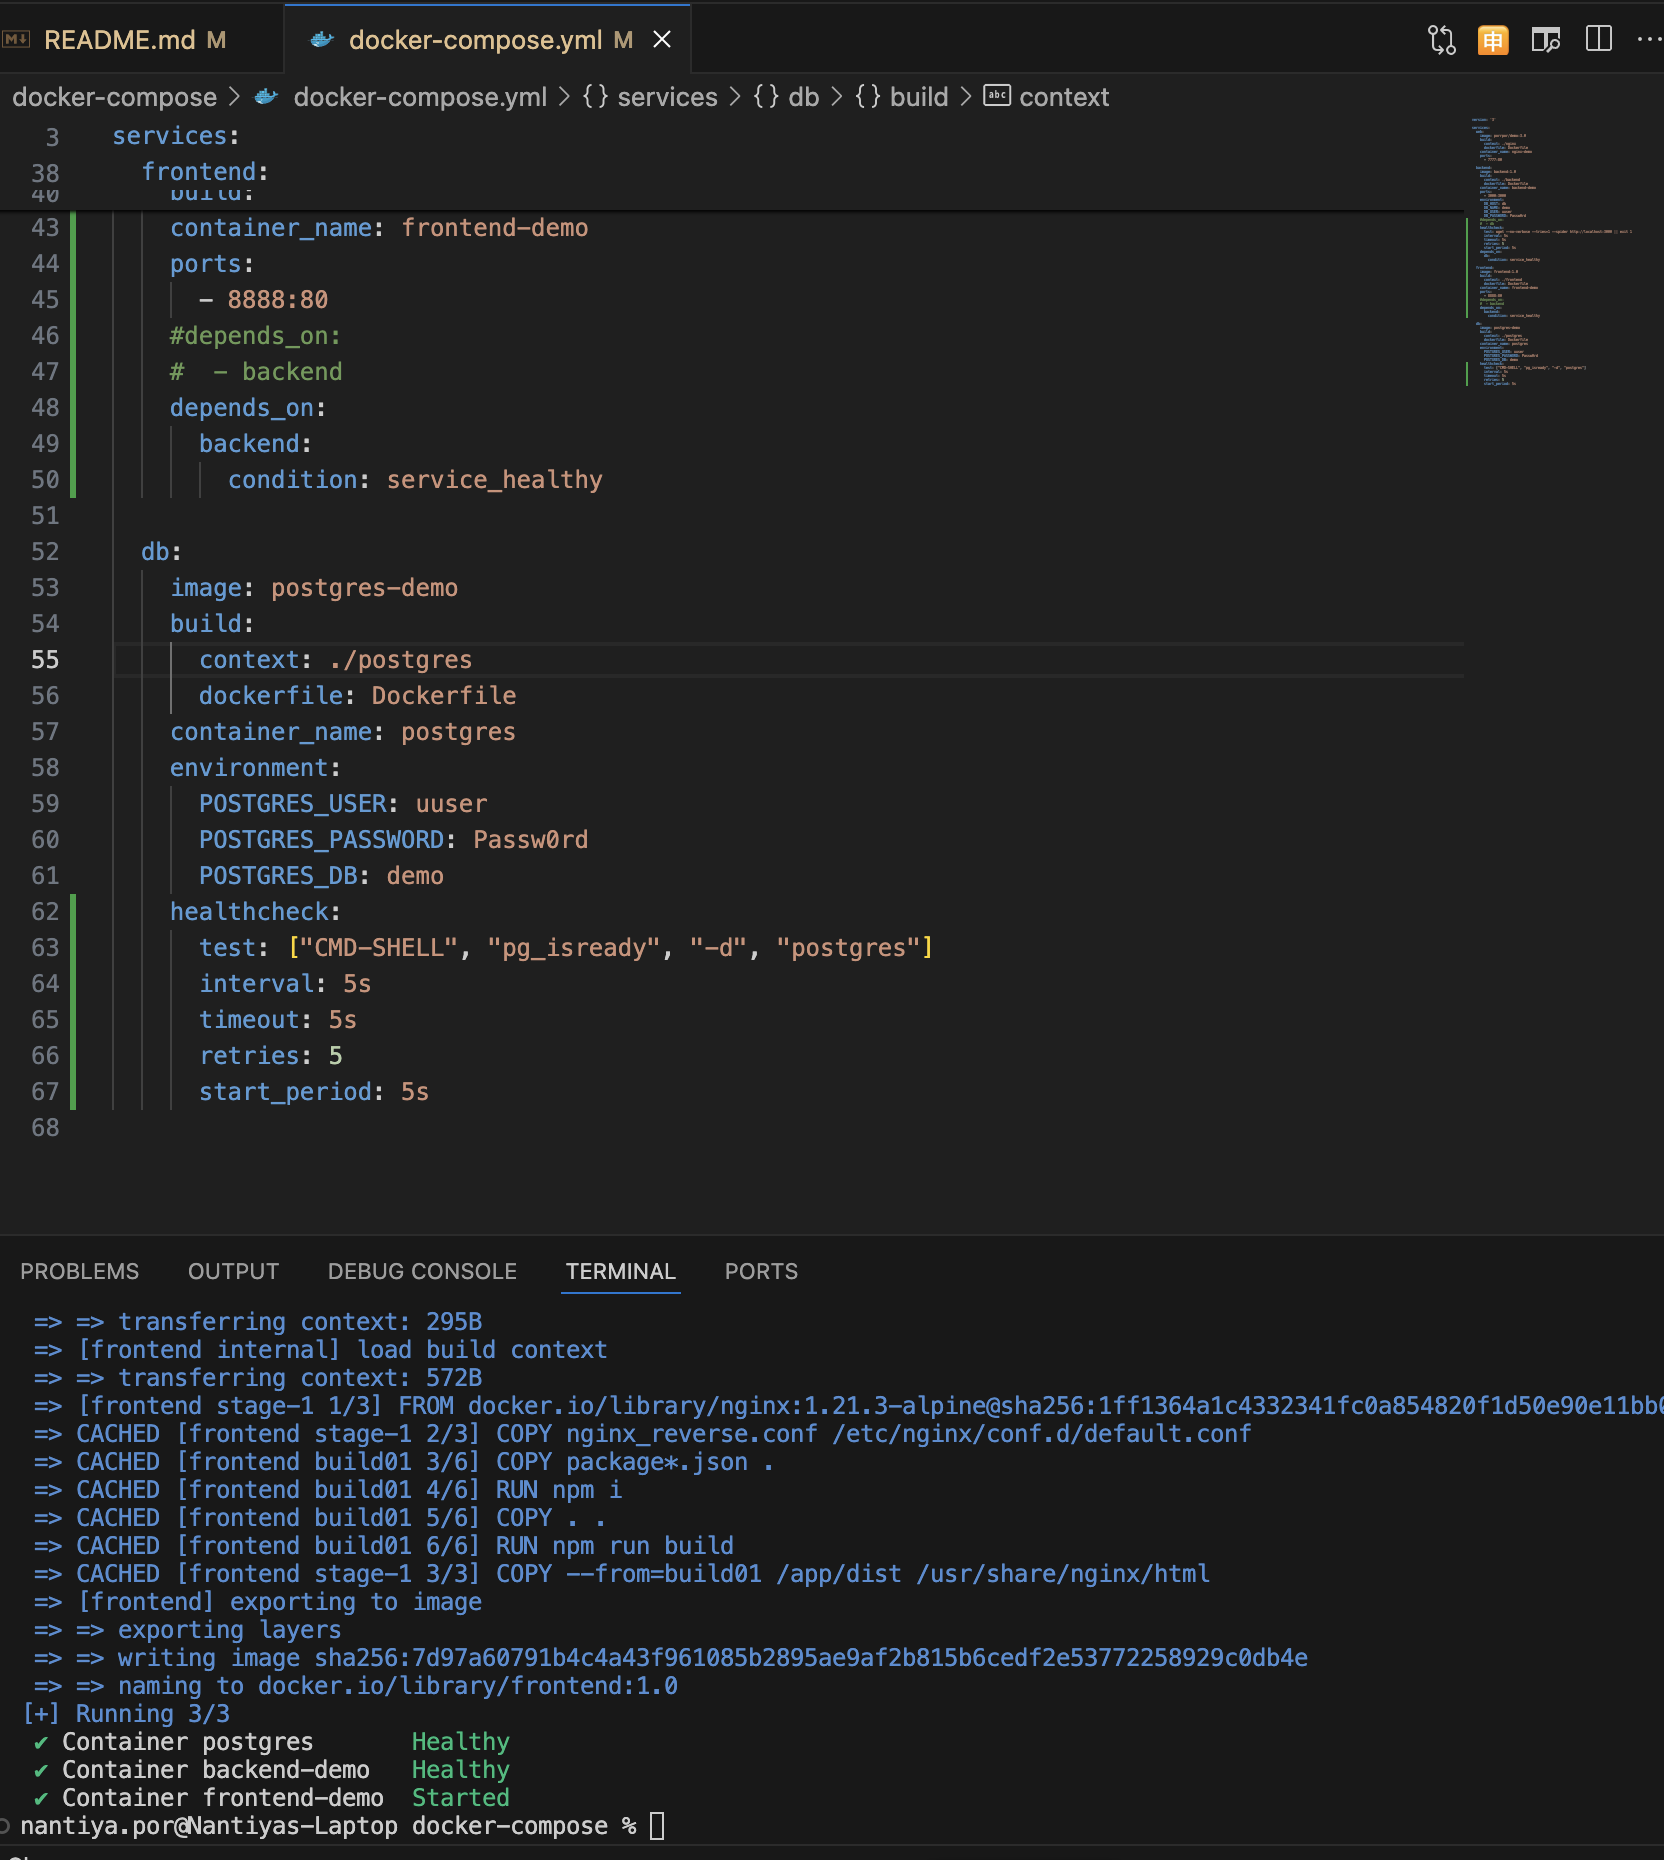 README.md M
docker-compose.yml M
docker-compose > docker-compose.yml > {} services > {} db > {} build > abc context
3 services:
38 frontend:
40 build:
43 container_name: frontend-demo
44 ports:
45 - 8888:80
46 #depends_on:
47 #  - backend
48 depends_on:
49 backend:
50 condition: service_healthy
51
52 db:
53 image: postgres-demo
54 build:
55 context: ./postgres
56 dockerfile: Dockerfile
57 container_name: postgres
58 environment:
59 POSTGRES_USER: uuser
60 POSTGRES_PASSWORD: Passw0rd
61 POSTGRES_DB: demo
62 healthcheck:
63 test: ["CMD-SHELL", "pg_isready", "-d", "postgres"]
64 interval: 5s
65 timeout: 5s
66 retries: 5
67 start_period: 5s
68
PROBLEMS OUTPUT DEBUG CONSOLE TERMINAL PORTS
=> => transferring context: 295B
=> [frontend internal] load build context
=> => transferring context: 572B
=> [frontend stage-1 1/3] FROM docker.io/library/nginx:1.21.3-alpine@sha256:1ff1364a1c4332341fc0a854820f1d50e90e11bb0
=> CACHED [frontend stage-1 2/3] COPY nginx_reverse.conf /etc/nginx/conf.d/default.conf
=> CACHED [frontend build01 3/6] COPY package*.json .
=> CACHED [frontend build01 4/6] RUN npm i
=> CACHED [frontend build01 5/6] COPY . .
=> CACHED [frontend build01 6/6] RUN npm run build
=> CACHED [frontend stage-1 3/3] COPY --from=build01 /app/dist /usr/share/nginx/html
=> [frontend] exporting to image
=> => exporting layers
=> => writing image sha256:7d97a60791b4c4a43f961085b2895ae9af2b815b6cedf2e53772258929c0db4e
=> => naming to docker.io/library/frontend:1.0
[+] Running 3/3
✔ Container postgres Healthy
✔ Container backend-demo Healthy
✔ Container frontend-demo Started
nantiya.por@Nantiyas-Laptop docker-compose %